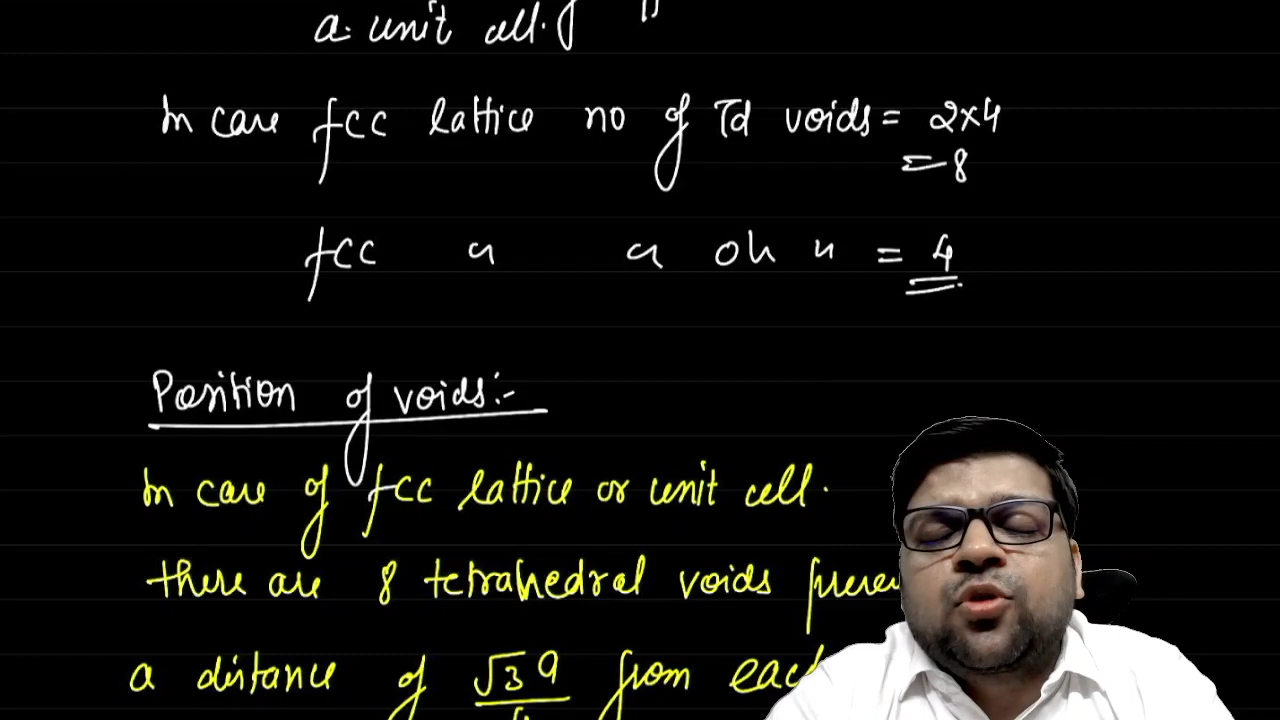 a unit cell.
In case fcc lattice no of Td voids = 2×4
= 8
fcc " " oh " = 4
Position of voids:-
In case of fcc lattice or unit cell.
there are 8 tetrahedral voids
a distance of √3a from